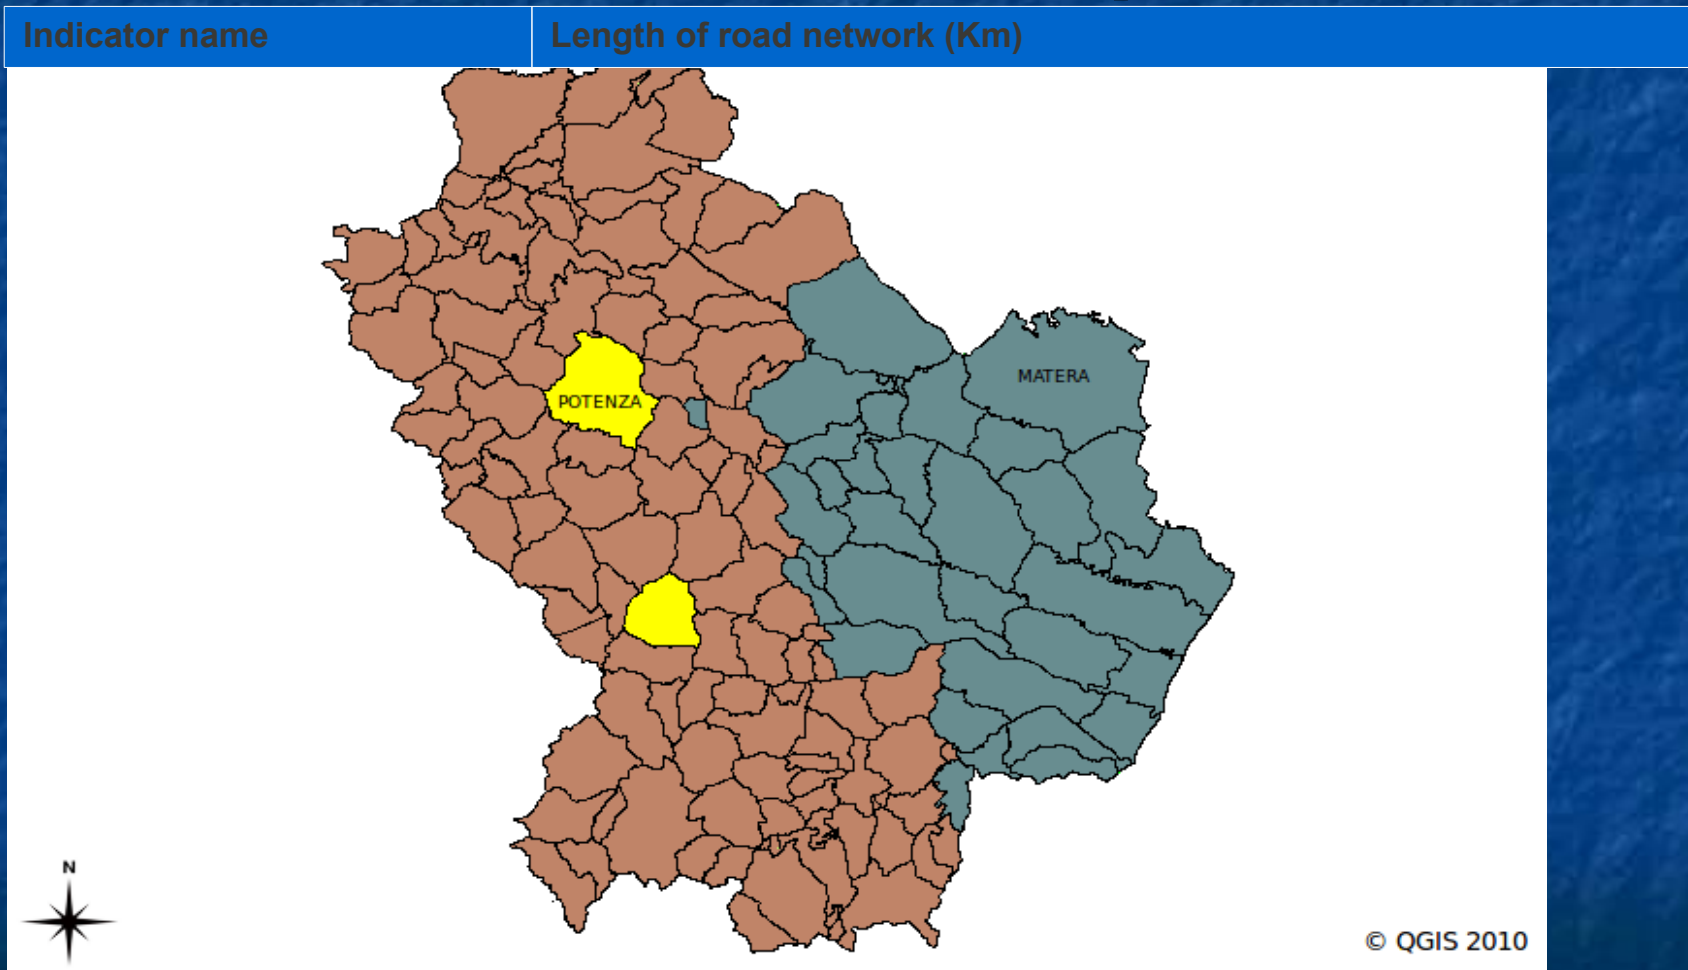 Indicator name
Length of road network (Km)
MATERA
POTENZA
N
© QGIS 2010